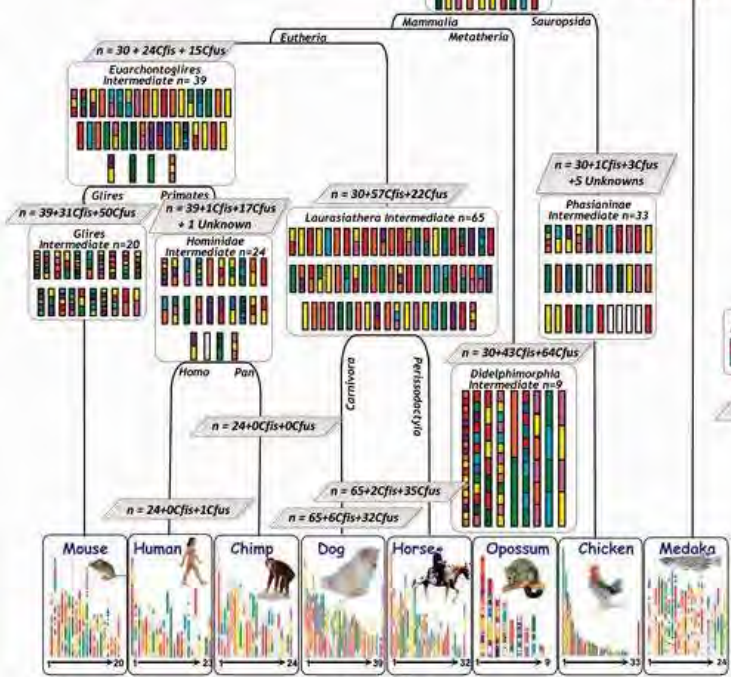 Mammalia
Sauropsida
Eutheria
Metatheria
n = 30 + 24Cfis + 15Cfus
Euarchontoglires
Intermediate n= 39
n = 30+1Cfis+3Cfus
+5 Unknowns
Glires
Primates
n = 39+31Cfis+50Cfus
n = 39+1Cfis+17Cfus
+ 1 Unknown
n = 30+57Cfis+22Cfus
Phasianinae
Intermediate n=33
Glires
Intermediate n=20
Hominidae
Intermediate n=24
Laurasiathera Intermediate n=65
n = 30+43Cfis+64Cfus
Homo
Pan
Carnivora
Perissodactyla
Didelphimorphia
Intermediate n=9
n = 24+0Cfis+0Cfus
n = 65+2Cfis+35Cfus
n = 24+0Cfis+1Cfus
n = 65+6Cfis+32Cfus
Mouse
Human
Chimp
Dog
Horse
Opossum
Chicken
Medaka
1 20
1 23
1 24
1 39
1 32
1 9
1 33
1 24